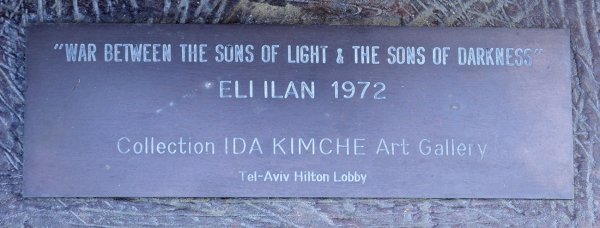 "WAR BETWEEN THE SONS OF LIGHT & THE SONS OF DARKNESS"
ELI ILAN 1972
Collection IDA KIMCHE Art Gallery
Tel-Aviv Hilton Lobby